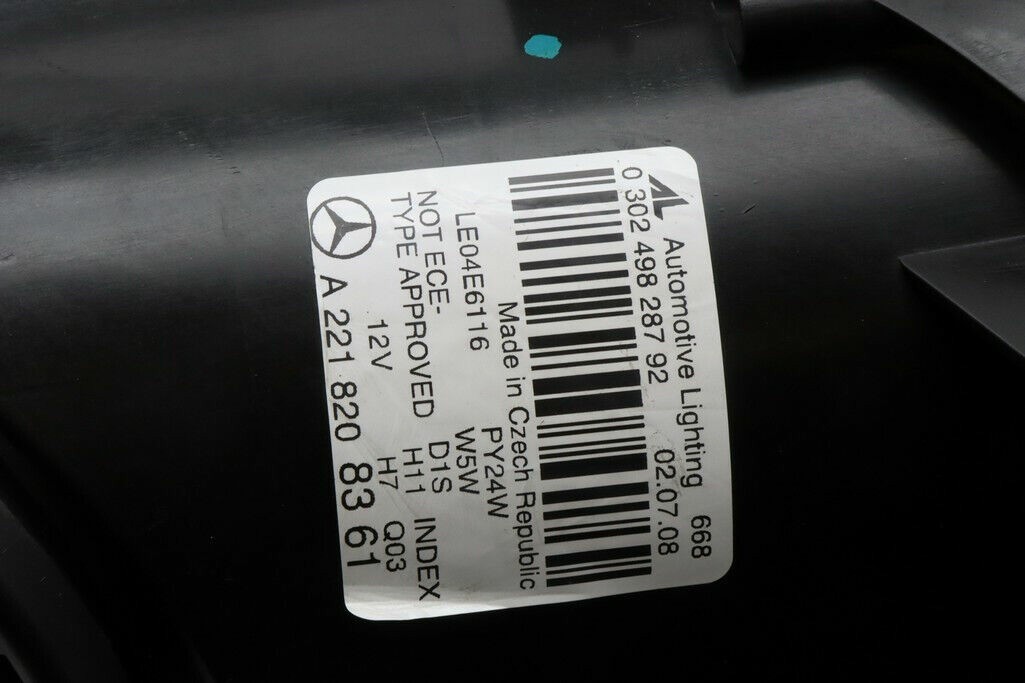 AL Automotive Lighting 668
0 302 498 287 92 02.07.08
Made in Czech Republic
LE04E6116 PY24W
W5W
NOT ECE- D1S INDEX
TYPE APPROVED H11 Q03
12V H7
A 221 820 83 61